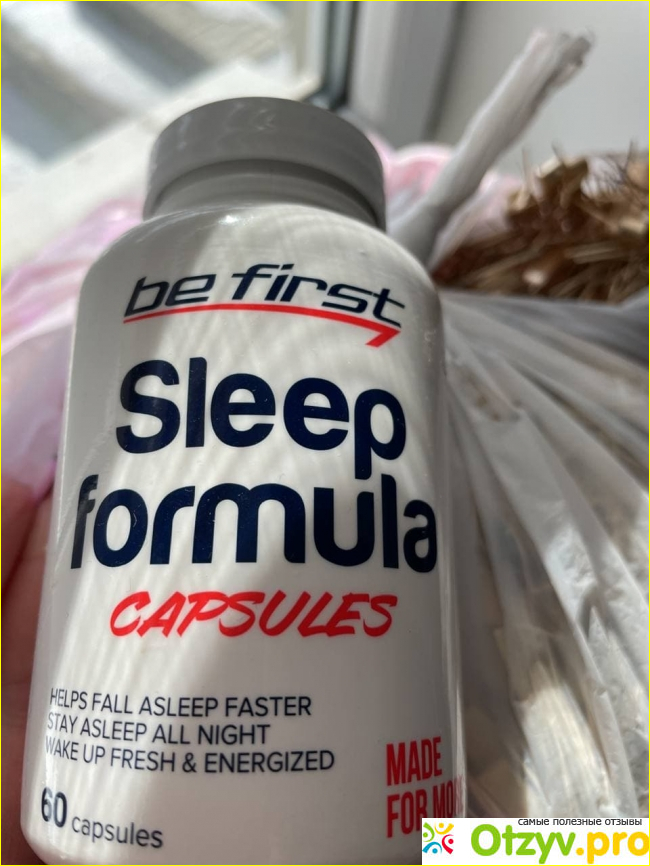 be first
Sleep
formula
CAPSULES
HELPS FALL ASLEEP FASTER
STAY ASLEEP ALL NIGHT
WAKE UP FRESH & ENERGIZED
60 capsules
MADE
FOR
самые полезные отзывы
Otzyv.pro